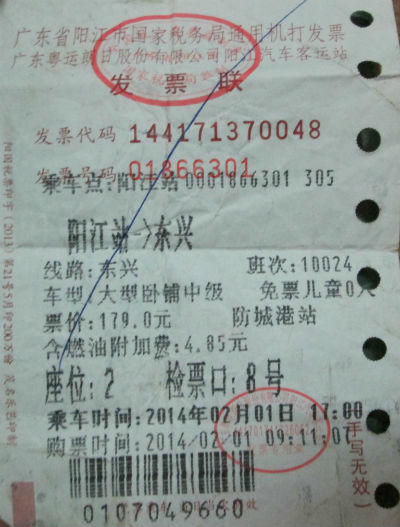 广东省阳江市国家税务局通用机打发票
广东粤运朗日股份有限公司阳江汽车客运站
发票联
发票代码 144171370048
发票号码 01866301
乘车点:阳江站 0001866301 305
阳江站->东兴
线路:东兴 班次:10024
车型:大型卧铺中级 免票儿童0人
票价:179.0元 防城港站
含燃油附加费:4.85元
座位:2 检票口:8号
乘车时间:2014年02月01日 17:00
购票时间:2014/02/01 09:11:0
手写无效)
0107049660